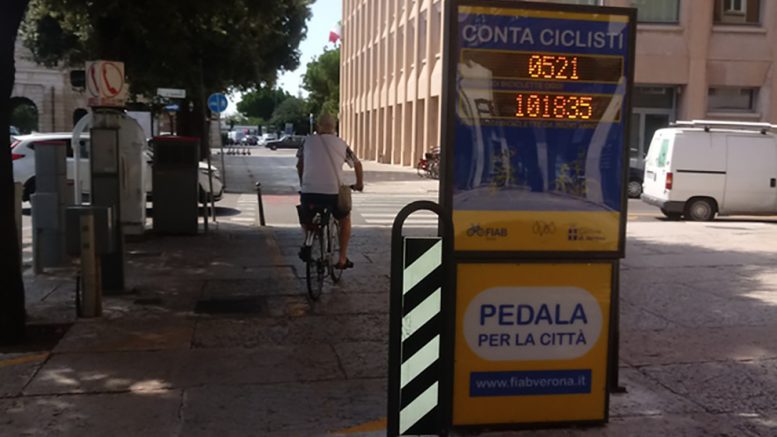 CONTA CICLISTI
0521
101835
FIAB
PEDALA
PER LA CITTÀ
www.fiabverona.it